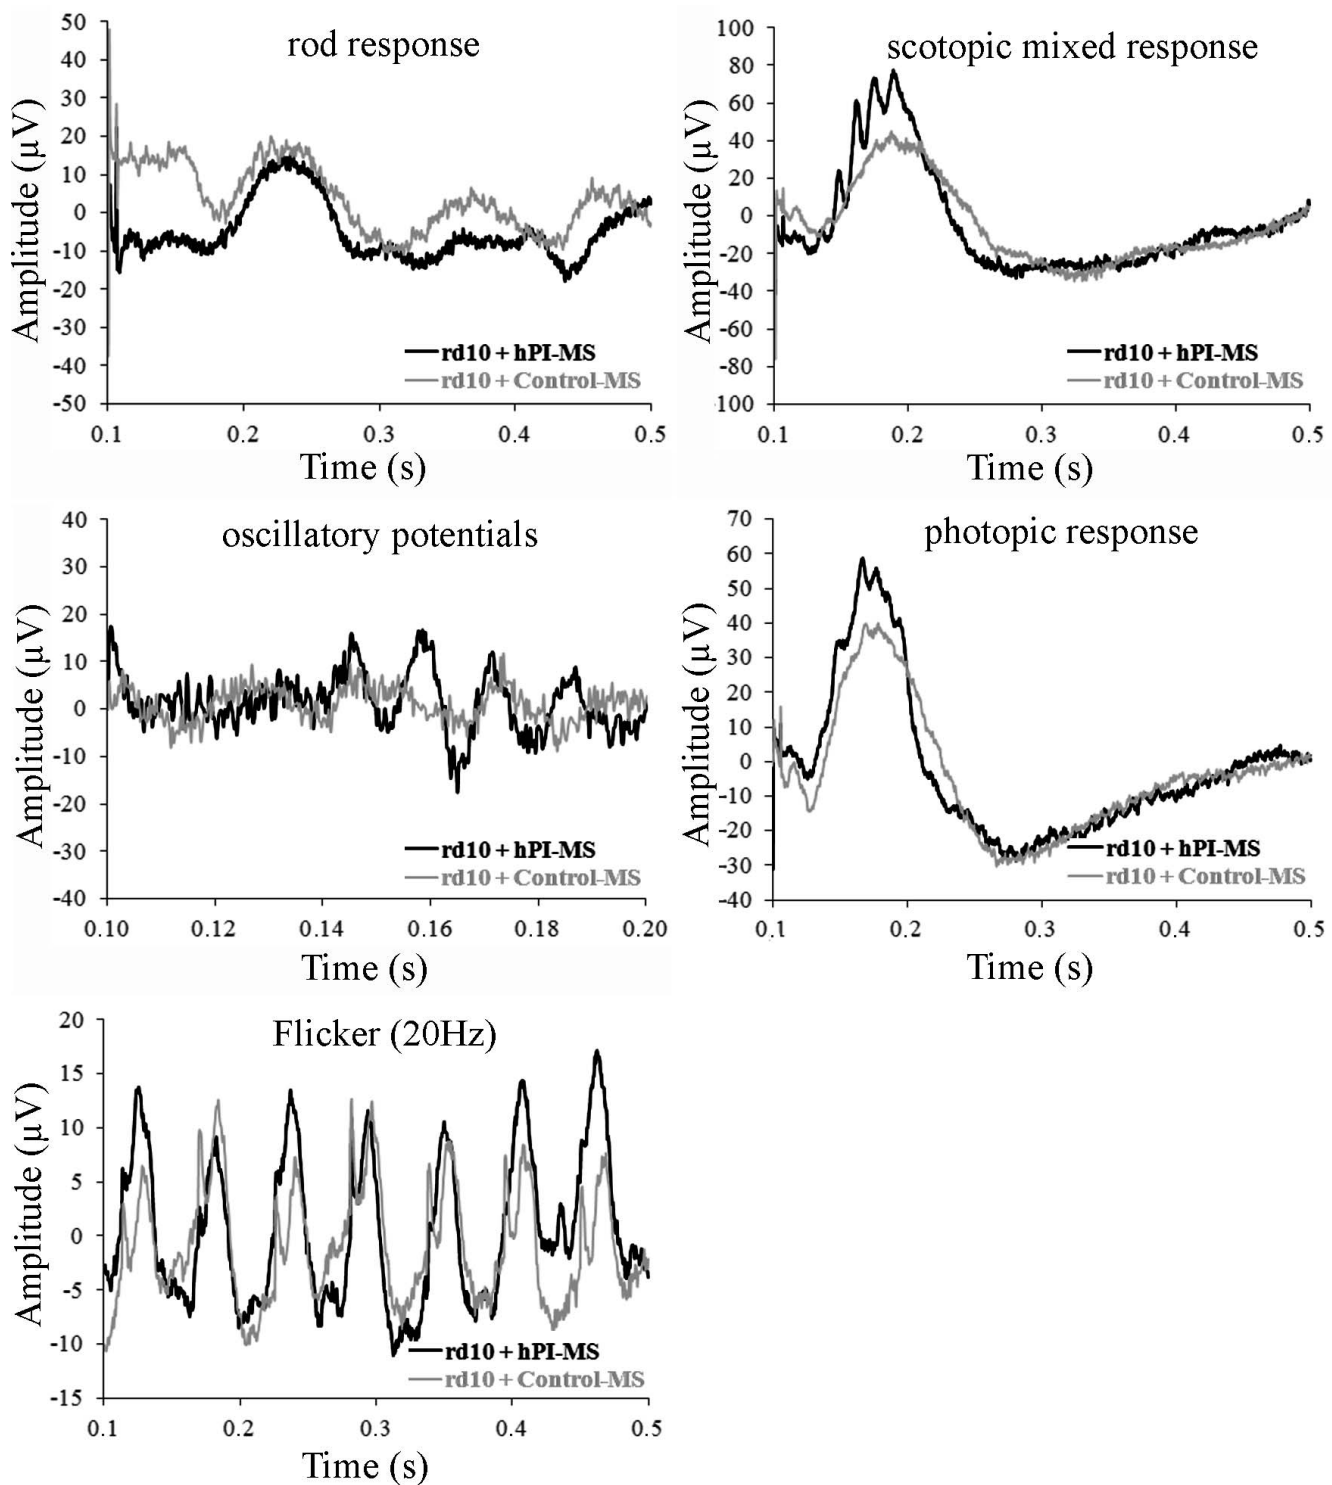 rod response
Amplitude (μV)
50
40
30
20
10
0
-10
-20
-30
-40
-50
rd10 + hPI-MS
rd10 + Control-MS
0.1 0.2 0.3 0.4 0.5
Time (s)
scotopic mixed response
Amplitude (μV)
100
80
60
40
20
0
-20
-40
-60
-80
100
rd10 + hPI-MS
rd10 + Control-MS
0.1 0.2 0.3 0.4 0.5
Time (s)
oscillatory potentials
Amplitude (μV)
40
30
20
10
0
-10
-20
-30
-40
rd10 + hPI-MS
rd10 + Control-MS
0.10 0.12 0.14 0.16 0.18 0.20
Time (s)
photopic response
Amplitude (μV)
70
60
50
40
30
20
10
0
-10
-20
-30
-40
rd10 + hPI-MS
rd10 + Control-MS
0.1 0.2 0.3 0.4 0.5
Time (s)
Flicker (20Hz)
Amplitude (μV)
20
15
10
5
0
-5
-10
-15
rd10 + hPI-MS
rd10 + Control-MS
0.1 0.2 0.3 0.4 0.5
Time (s)